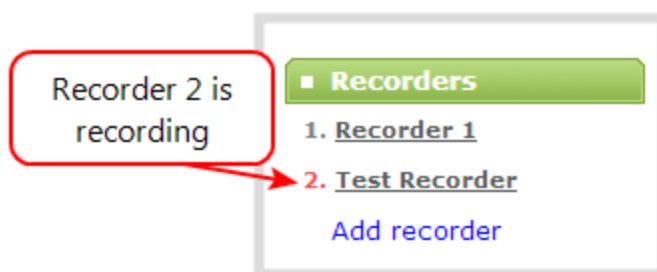 Recorder 2 is
recording
Recorders
1. Recorder 1
2. Test Recorder
Add recorder